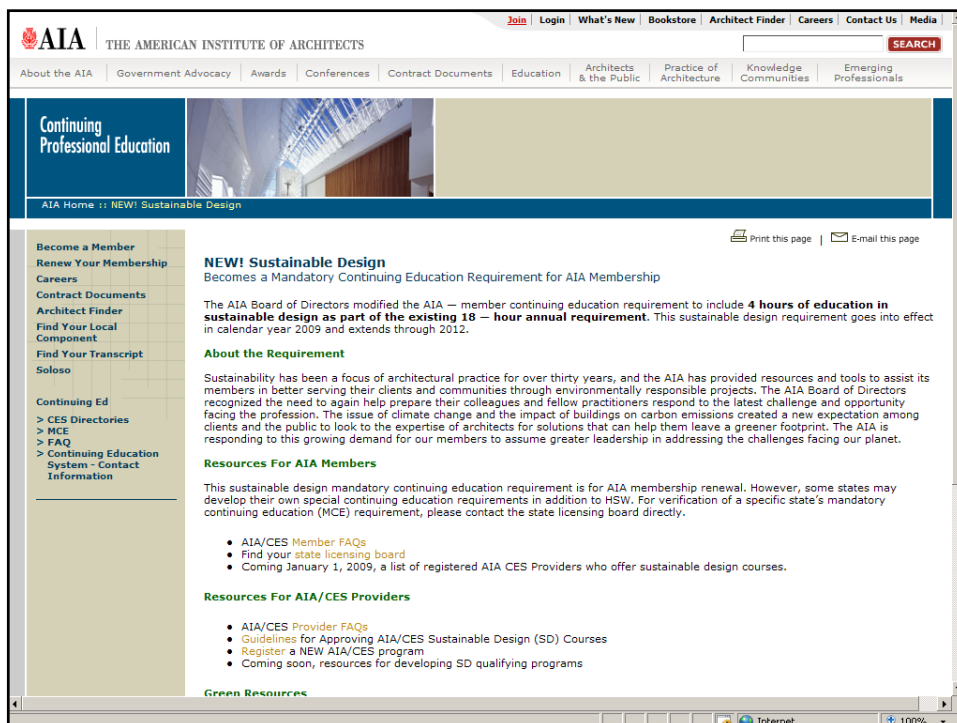 Join | Login | What's New | Bookstore | Architect Finder | Careers | Contact Us | Media
AIA | THE AMERICAN INSTITUTE OF ARCHITECTS
SEARCH
About the AIA | Government Advocacy | Awards | Conferences | Contract Documents | Education | Architects & the Public | Practice of Architecture | Knowledge Communities | Emerging Professionals
Continuing
Professional Education
AIA Home :: NEW! Sustainable Design
Print this page | E-mail this page
Become a Member
Renew Your Membership
Careers
Contract Documents
Architect Finder
Find Your Local
Component
Find Your Transcript
Soloso
Continuing Ed
> CES Directories
> MCE
> FAQ
> Continuing Education
System - Contact
Information
NEW! Sustainable Design
Becomes a Mandatory Continuing Education Requirement for AIA Membership
The AIA Board of Directors modified the AIA — member continuing education requirement to include 4 hours of education in
sustainable design as part of the existing 18 — hour annual requirement. This sustainable design requirement goes into effect
in calendar year 2009 and extends through 2012.
About the Requirement
Sustainability has been a focus of architectural practice for over thirty years, and the AIA has provided resources and tools to assist its
members in better serving their clients and communities through environmentally responsible projects. The AIA Board of Directors
recognized the need to again help prepare their colleagues and fellow practitioners respond to the latest challenge and opportunity
facing the profession. The issue of climate change and the impact of buildings on carbon emissions created a new expectation among
clients and the public to look to the expertise of architects for solutions that can help them leave a greener footprint. The AIA is
responding to this growing demand for our members to assume greater leadership in addressing the challenges facing our planet.
Resources For AIA Members
This sustainable design mandatory continuing education requirement is for AIA membership renewal. However, some states may
develop their own special continuing education requirements in addition to HSW. For verification of a specific state's mandatory
continuing education (MCE) requirement, please contact the state licensing board directly.
• AIA/CES Member FAQs
• Find your state licensing board
• Coming January 1, 2009, a list of registered AIA CES Providers who offer sustainable design courses.
Resources For AIA/CES Providers
• AIA/CES Provider FAQs
• Guidelines for Approving AIA/CES Sustainable Design (SD) Courses
• Register a NEW AIA/CES program
• Coming soon, resources for developing SD qualifying programs
Green Resources
Internet 100%